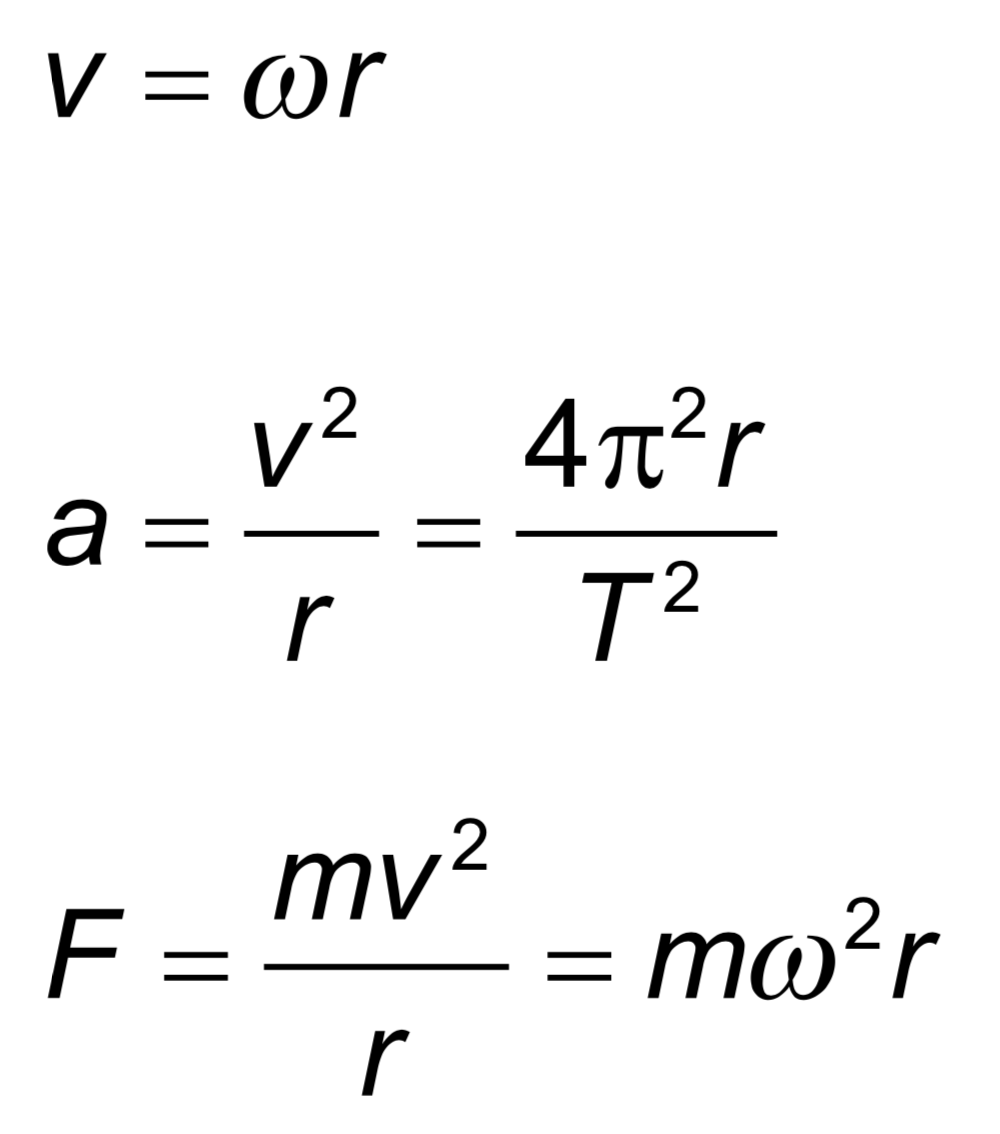 v = ωr
a = v²/r = 4π²r/T²
F = mv²/r = mω²r